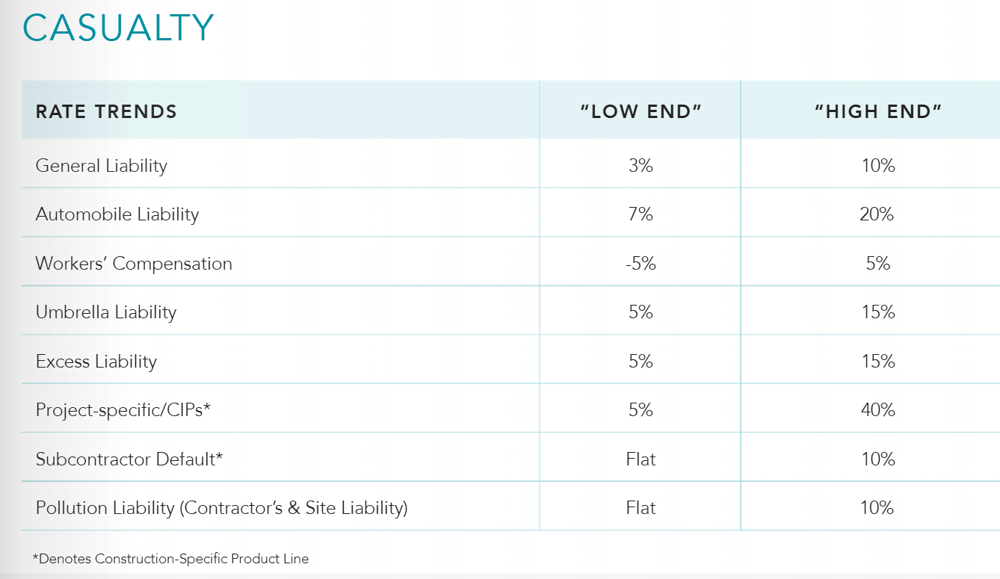 CASUALTY
RATE TRENDS "LOW END" "HIGH END"
General Liability 3% 10%
Automobile Liability 7% 20%
Workers’ Compensation -5% 5%
Umbrella Liability 5% 15%
Excess Liability 5% 15%
Project-specific/CIPs* 5% 40%
Subcontractor Default* Flat 10%
Pollution Liability (Contractor’s & Site Liability) Flat 10%
*Denotes Construction-Specific Product Line